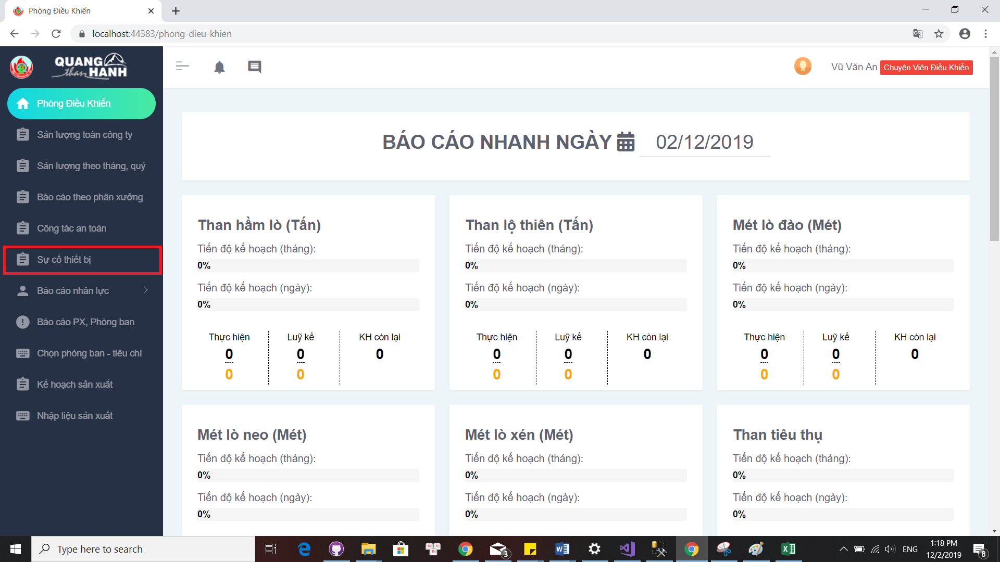 Phòng Điều Khiển
localhost:44383/phong-dieu-khien
QUANG HANH
than
Vũ Văn An Chuyên Viên Điều Khiển
Phòng Điều Khiển
Sản lượng toàn công ty
Sản lượng theo tháng, quý
Báo cáo theo phân xưởng
Công tác an toàn
Sự cố thiết bị
Báo cáo nhân lực
Báo cáo PX, Phòng ban
Chọn phòng ban - tiêu chí
Kế hoạch sản xuất
Nhập liệu sản xuất
BÁO CÁO NHANH NGÀY 02/12/2019
Than hầm lò (Tấn)
Tiến độ kế hoạch (tháng):
0%
Tiến độ kế hoạch (ngày):
0%
Thực hiện Luỹ kế KH còn lại
0 0 0
0 0
Than lộ thiên (Tấn)
Tiến độ kế hoạch (tháng):
0%
Tiến độ kế hoạch (ngày):
0%
Thực hiện Luỹ kế KH còn lại
0 0 0
0 0
Mét lò đào (Mét)
Tiến độ kế hoạch (tháng):
0%
Tiến độ kế hoạch (ngày):
0%
Thực hiện Luỹ kế KH còn lại
0 0 0
0 0
Mét lò neo (Mét)
Tiến độ kế hoạch (tháng):
0%
Tiến độ kế hoạch (ngày):
0%
Mét lò xén (Mét)
Tiến độ kế hoạch (tháng):
0%
Tiến độ kế hoạch (ngày):
0%
Than tiêu thụ
Tiến độ kế hoạch (tháng):
0%
Tiến độ kế hoạch (ngày):
0%
Type here to search
3
ENG
1:18 PM
12/2/2019
8